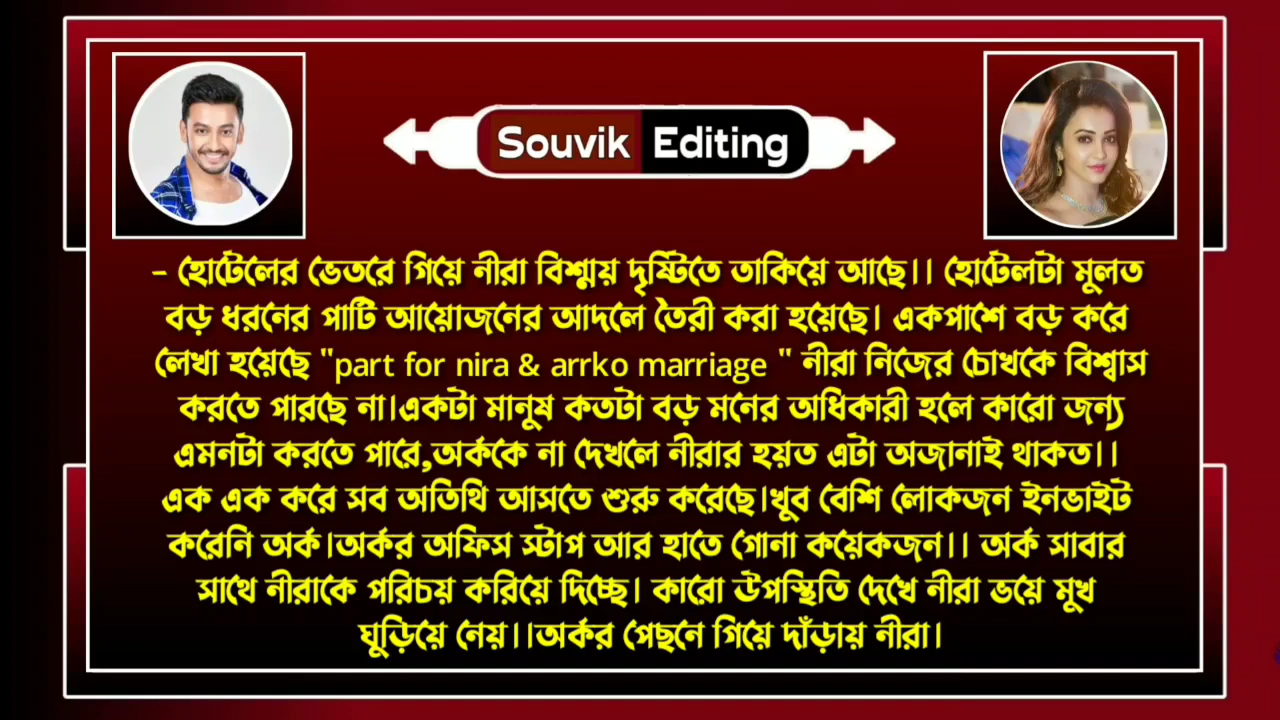 Souvik Editing
- হোটেলের ভেতরে গিয়ে নীরা বিশ্ময় দৃষ্টিতে তাকিয়ে আছে।। হোটেলটা মুলত
বড় ধরনের পার্টি আয়োজনের আদলে তৈরী করা হয়েছে। একপাশে বড় করে
লেখা হয়েছে "part for nira & arrko marriage " নীরা নিজের চোখকে বিশ্বাস
করতে পারছে না।একটা মানুষ কতটা বড় মনের অধিকারী হলে কারো জন্য
এমনটা করতে পারে,অর্ককে না দেখলে নীরার হয়ত এটা অজানাই থাকত।।
এক এক করে সব অতিথি আসতে শুরু করেছে।খুব বেশি লোকজন ইনভাইট
করেনি অর্ক।অর্কর অফিস স্টাপ আর হাতে গোনা কয়েকজন।। অর্ক সাবার
সাথে নীরাকে পরিচয় করিয়ে দিচ্ছে। কারো উপস্থিতি দেখে নীরা ভয়ে মুখ
ঘুড়িয়ে নেয়।।অর্কর পেছনে গিয়ে দাঁড়ায় নীরা।